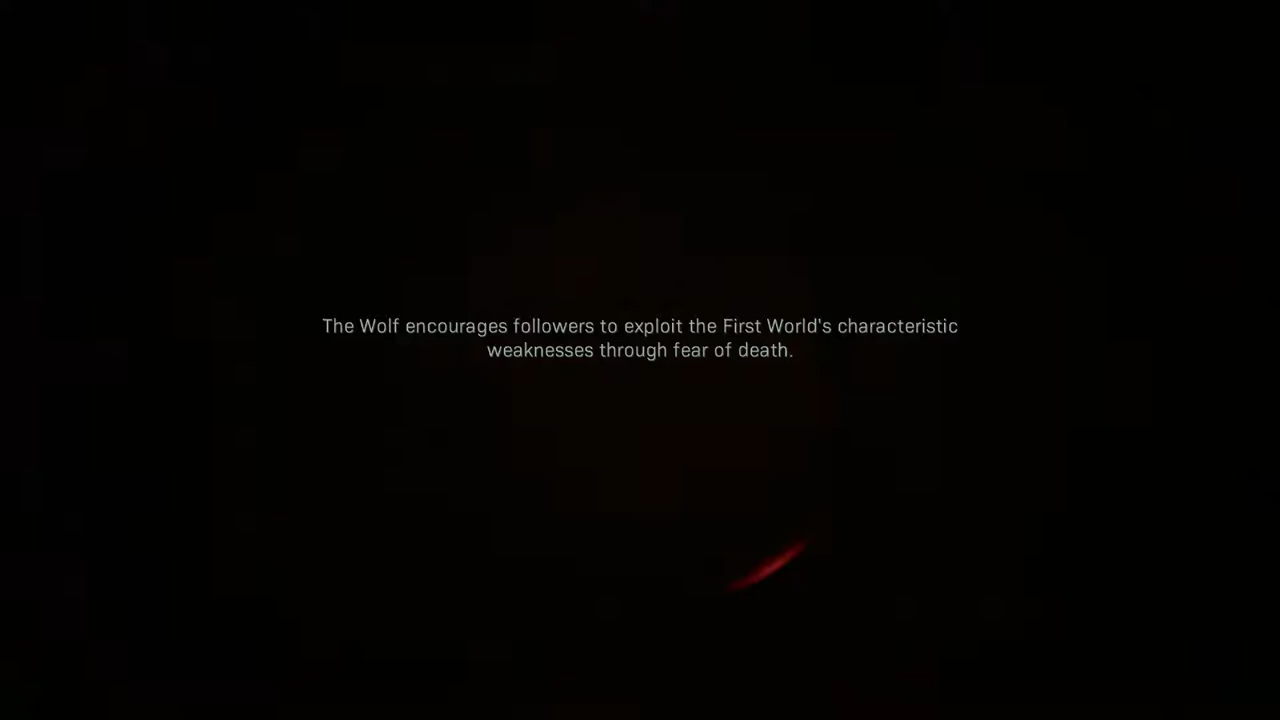 The Wolf encourages followers to exploit the First World's characteristic
weaknesses through fear of death.